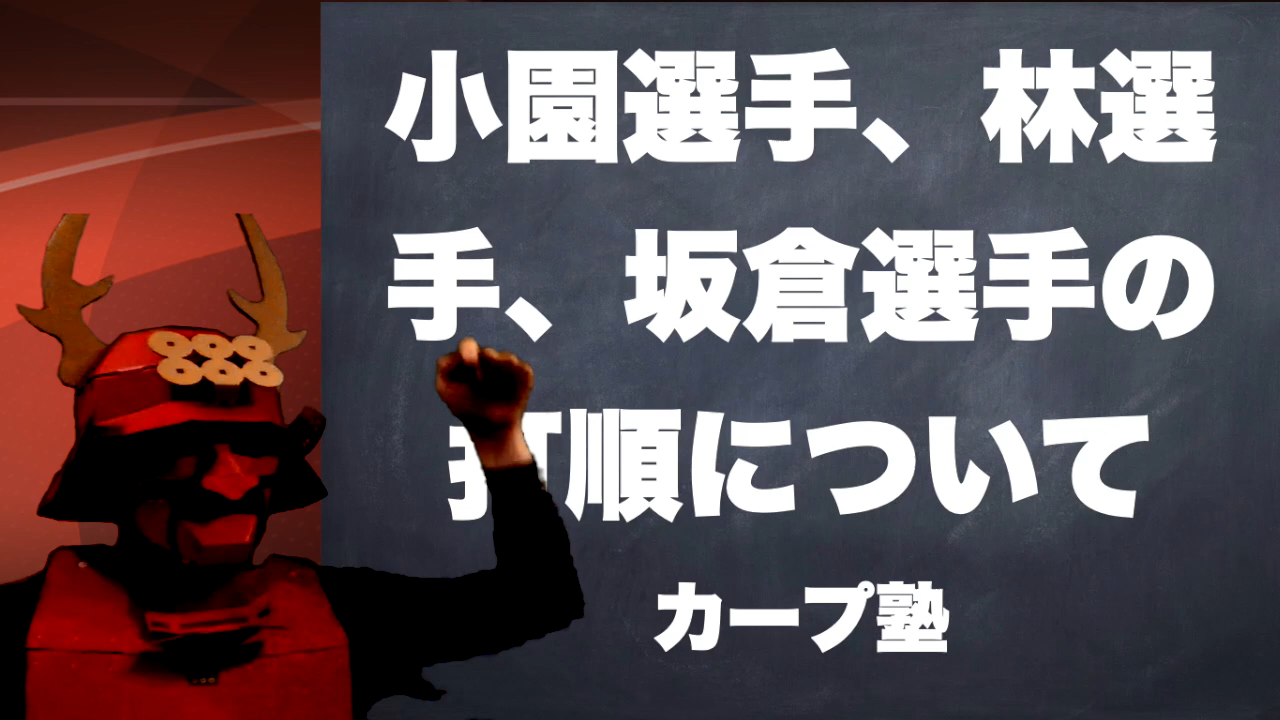 小園選手、林選
手、坂倉選手の
打順について
カープ塾